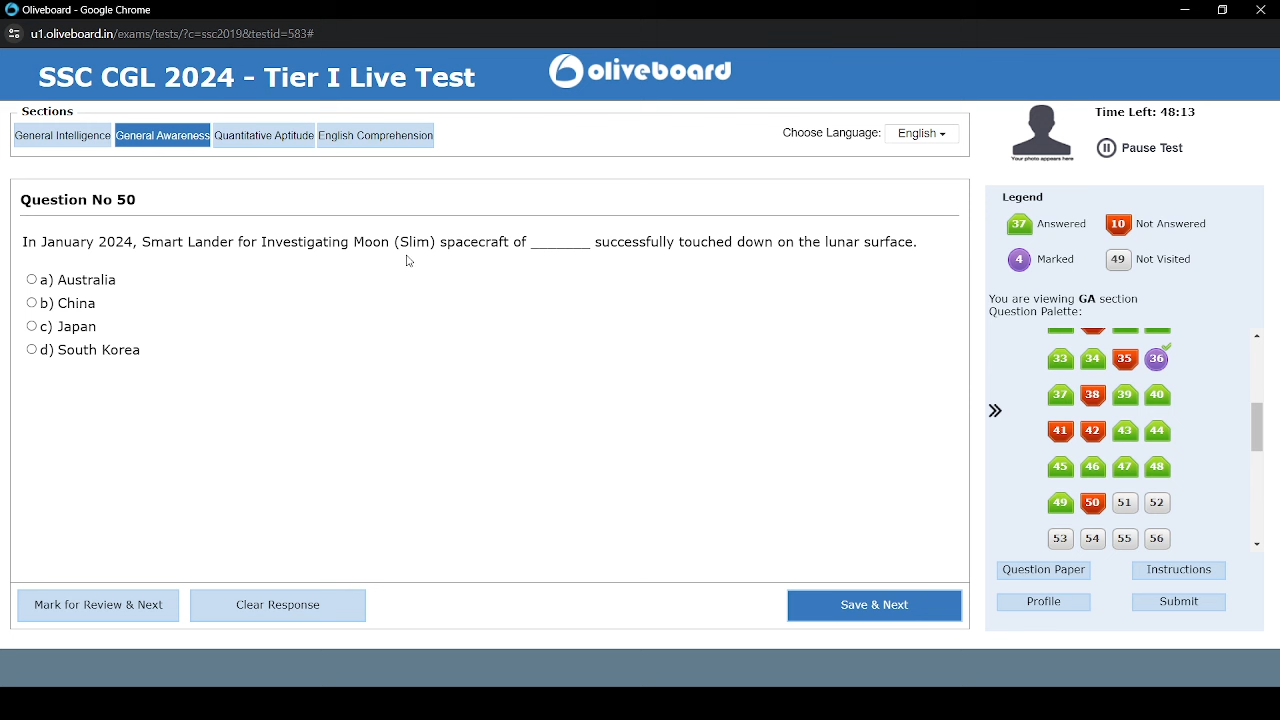 Oliveboard - Google Chrome
u1.oliveboard.in/exams/tests/?c=ssc2019&testid=583#
SSC CGL 2024 - Tier I Live Test
oliveboard
Sections
General Intelligence General Awareness Quantitative Aptitude English Comprehension
Choose Language: English
Your photo appears here
Time Left: 48:13
Pause Test
Question No 50
In January 2024, Smart Lander for Investigating Moon (Slim) spacecraft of ________ successfully touched down on the lunar surface.
a) Australia
b) China
c) Japan
d) South Korea
Mark for Review & Next
Clear Response
Save & Next
Legend
37 Answered 10 Not Answered
4 Marked 49 Not Visited
You are viewing GA section
Question Palette:
33 34 35 36
37 38 39 40
41 42 43 44
45 46 47 48
49 50 51 52
53 54 55 56
Question Paper Instructions
Profile Submit